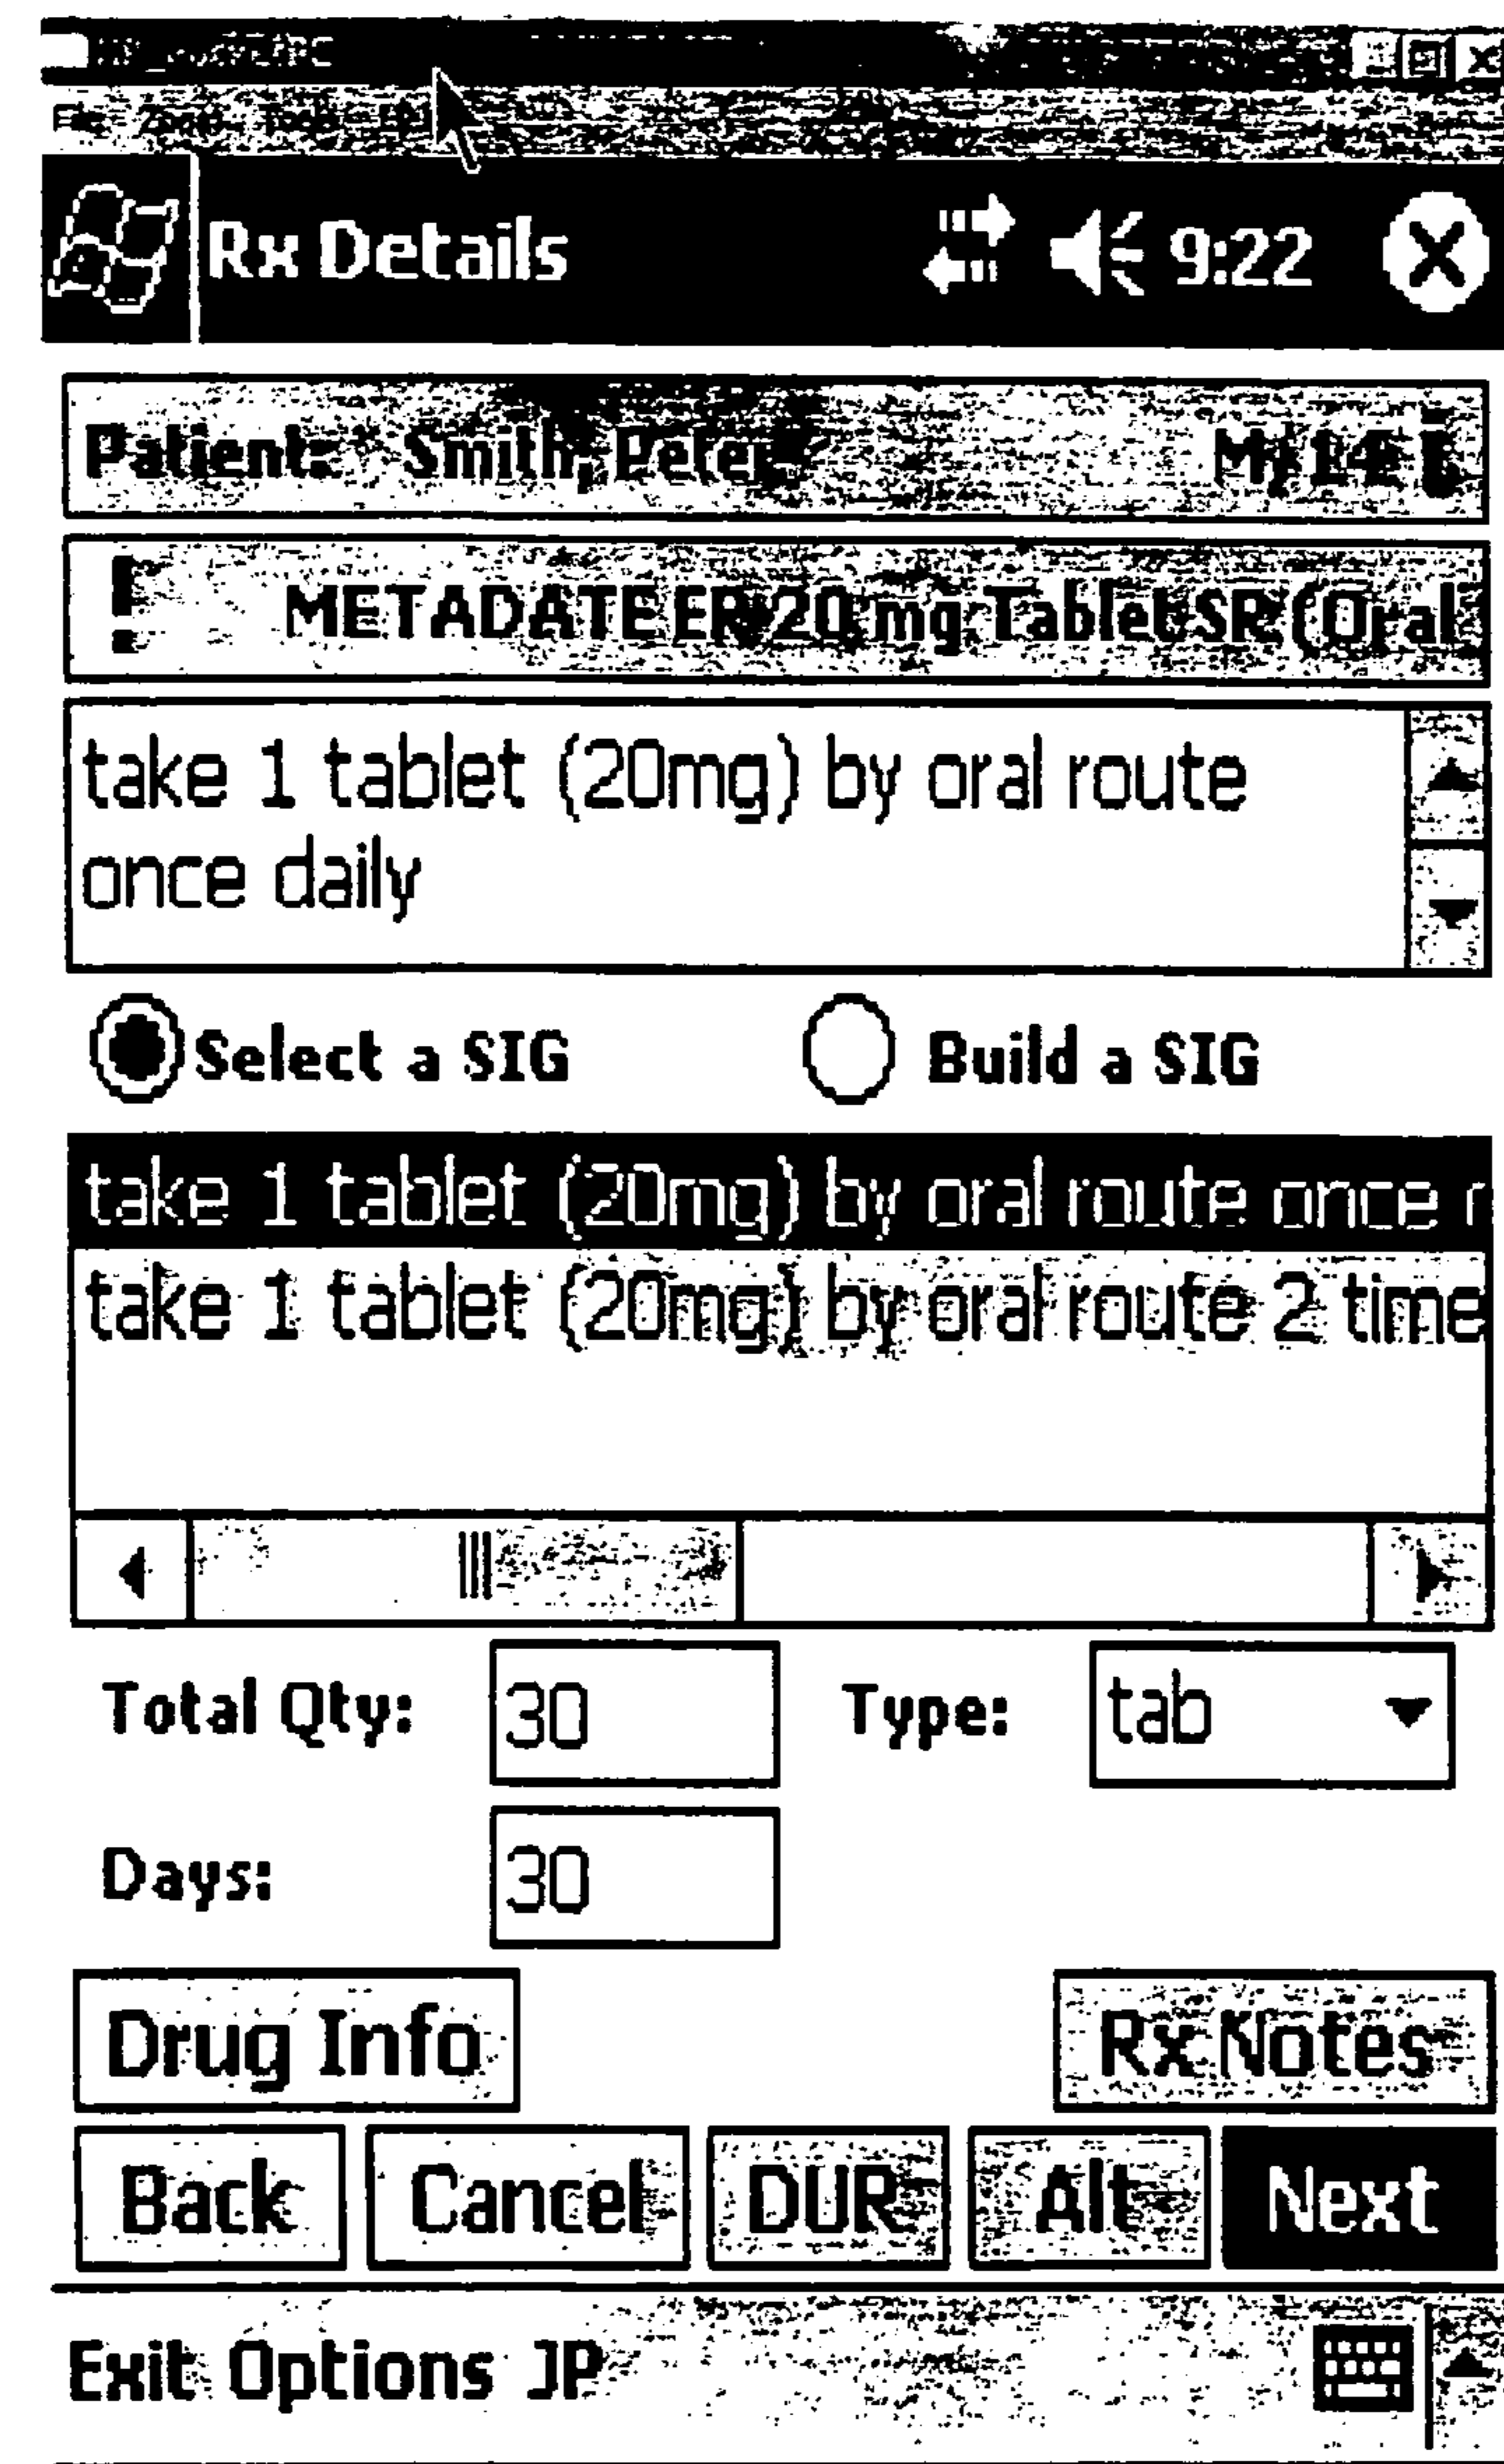 Rx Details 9:22
Patient: Smith, Peter M/14
! METADATE ER 20 mg Tablet SR (Oral
take 1 tablet (20mg) by oral route
once daily
Select a SIG Build a SIG
take 1 tablet (20mg) by oral route once
take 1 tablet (20mg) by oral route 2 time
Total Qty: 30 Type: tab
Days: 30
Drug Info Rx Notes
Back Cancel DUR Alt Next
Exit Options JP